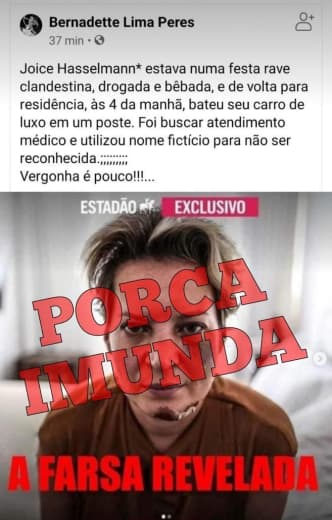 Bernadette Lima Peres
37 min •
Joice Hasselmann* estava numa festa rave
clandestina, drogada e bêbada, e de volta para
residência, às 4 da manhã, bateu seu carro de
luxo em um poste. Foi buscar atendimento
médico e utilizou nome fictício para não ser
reconhecida.;;;;;;;;;
Vergonha é pouco!!!...
ESTADÃO EXCLUSIVO
PORCA
IMUNDA
A FARSA REVELADA